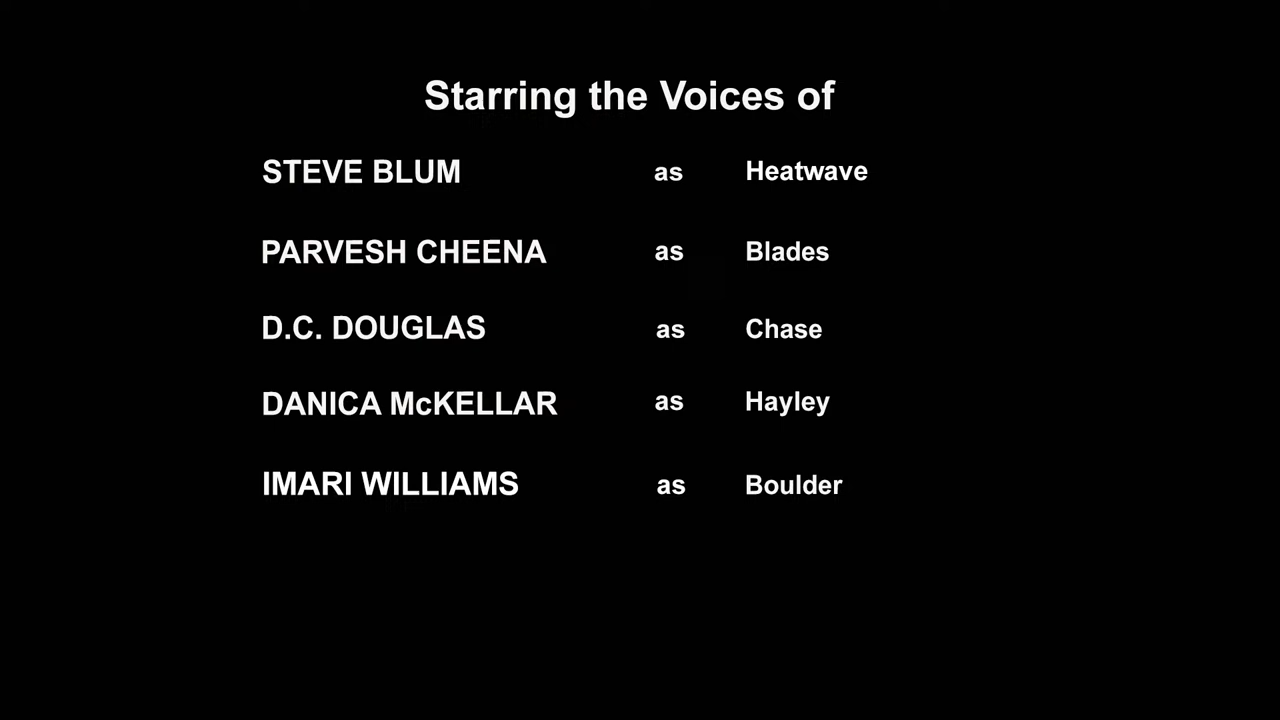 Starring the Voices of
STEVE BLUM as Heatwave
PARVESH CHEENA as Blades
D.C. DOUGLAS as Chase
DANICA McKELLAR as Hayley
IMARI WILLIAMS as Boulder